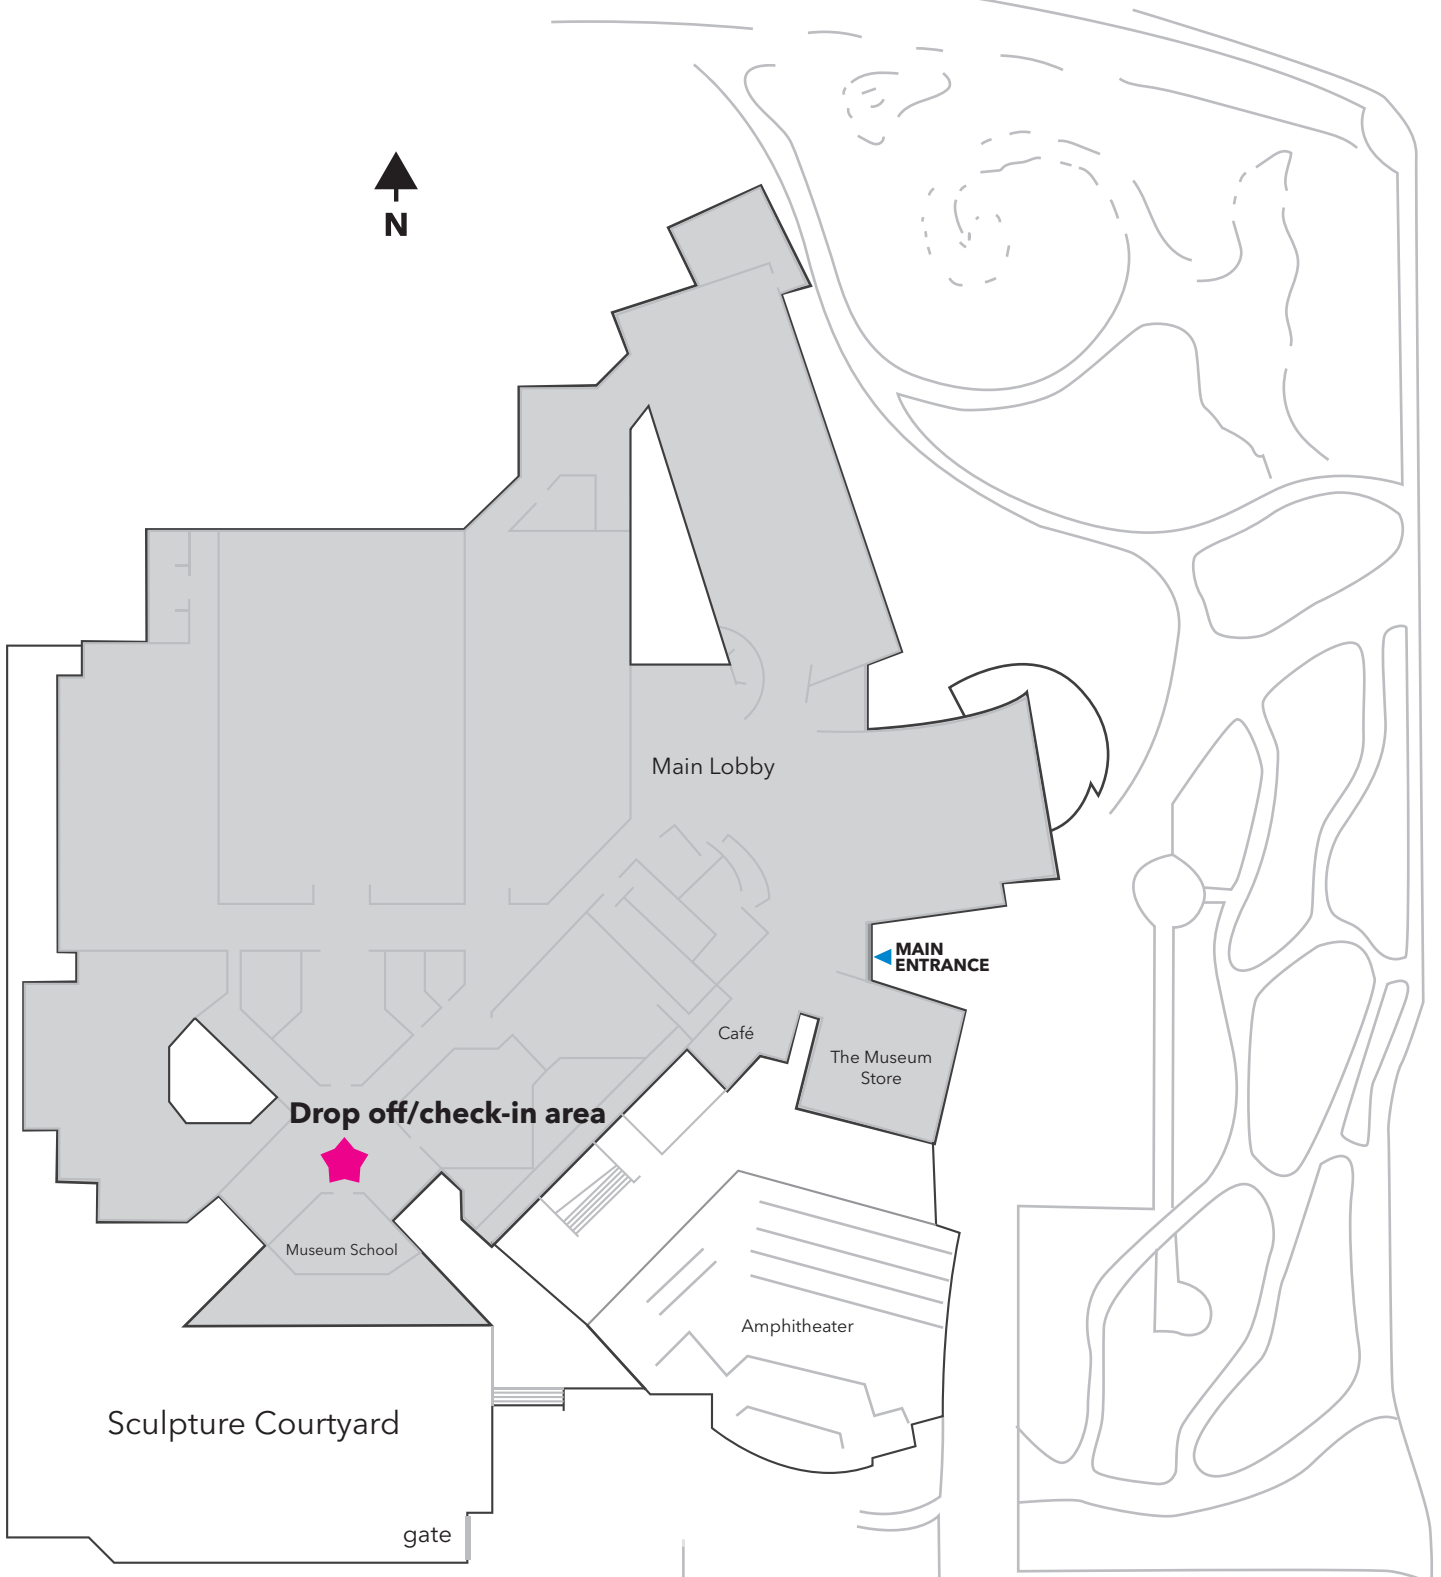 N
Main Lobby
MAIN
ENTRANCE
Café
The Museum
Store
Drop off/check-in area
Museum School
Amphitheater
Sculpture Courtyard
gate